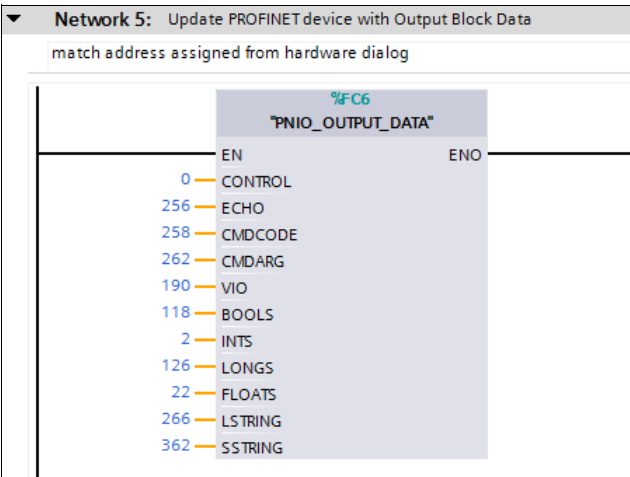 Network 5: Update PROFINET device with Output Block Data
match address assigned from hardware dialog
%FC6
"PNIO_OUTPUT_DATA"
EN ENO
0 CONTROL
256 ECHO
258 CMDCODE
262 CMDARG
190 VIO
118 BOOLS
2 INTS
126 LONGS
22 FLOATS
266 LSTRING
362 SSTRING